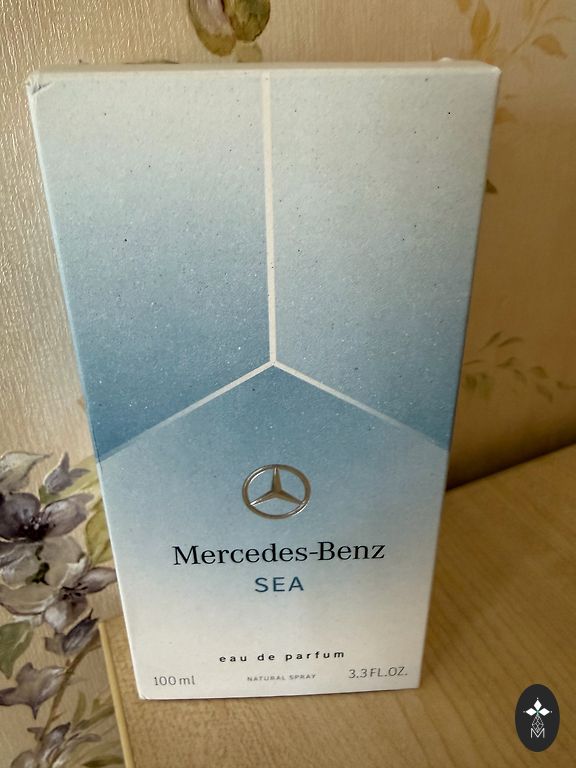 Mercedes-Benz
SEA
eau de parfum
100 ml NATURAL SPRAY 3.3 FL.OZ.
M